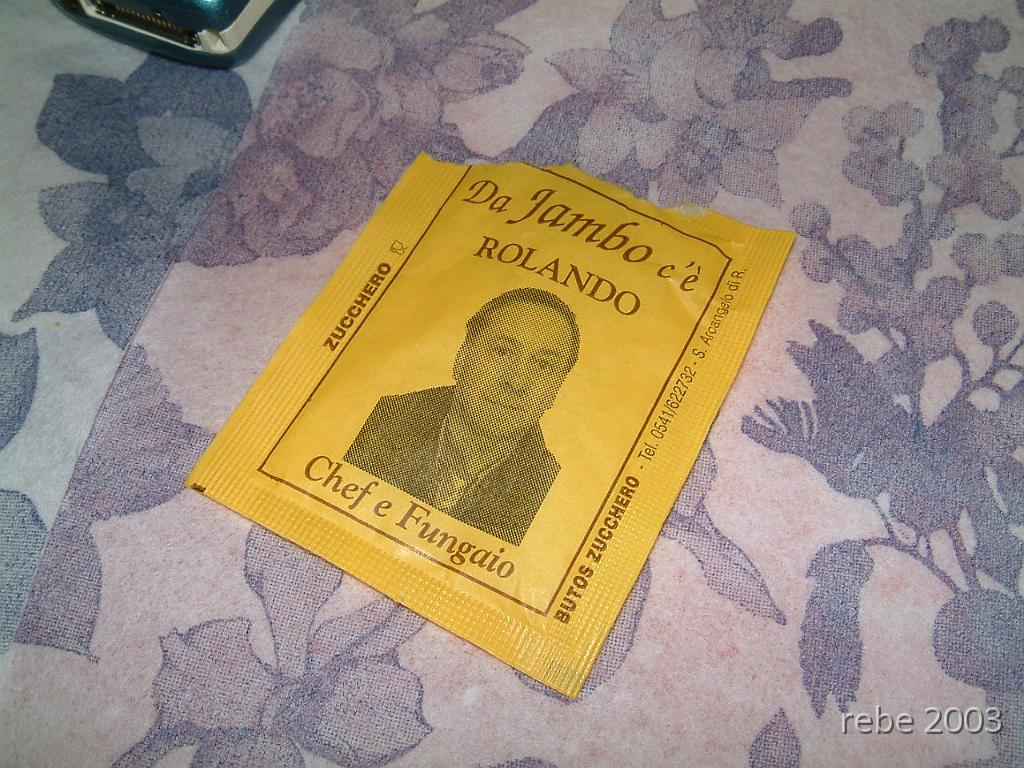 Da Jambo c'è
ROLANDO
Chef e Fungaio
ZUCCHERO
BUTOS ZUCCHERO - Tel. 0541/622732 - S. Arcangelo di R.
rebe 2003